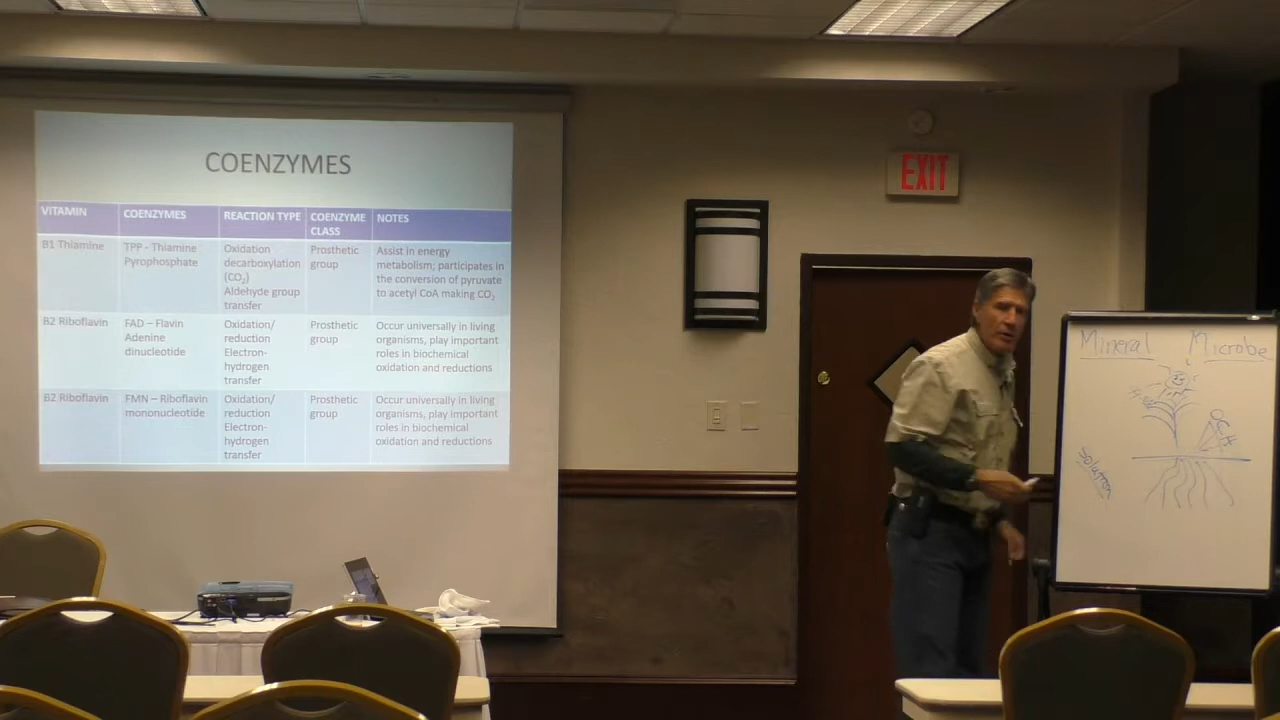 COENZYMES
VITAMIN COENZYMES REACTION TYPE COENZYME CLASS NOTES
B1 Thiamine
TPP - Thiamine
Pyrophosphate
Oxidation
decarboxylation
(CO₂)
Aldehyde group
transfer
Prosthetic
group
Assist in energy
metabolism; participates in
the conversion of pyruvate
to acetyl CoA making CO₂
B2 Riboflavin
FAD – Flavin
Adenine
dinucleotide
Oxidation/
reduction
Electron-
hydrogen
transfer
Prosthetic
group
Occur universally in living
organisms, play important
roles in biochemical
oxidation and reductions
B2 Riboflavin
FMN – Riboflavin
mononucleotide
Oxidation/
reduction
Electron-
hydrogen
transfer
Prosthetic
group
Occur universally in living
organisms, play important
roles in biochemical
oxidation and reductions
EXIT
Mineral Microbe
Solution